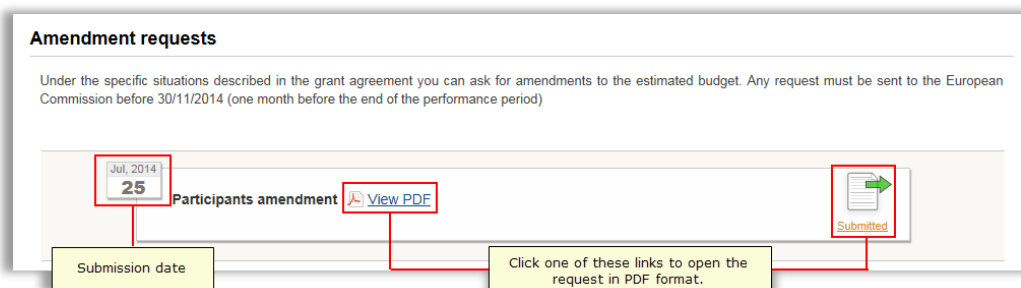 Amendment requests
Under the specific situations described in the grant agreement you can ask for amendments to the estimated budget. Any request must be sent to the European
Commission before 30/11/2014 (one month before the end of the performance period)
Jul, 2014
25
Participants amendment View PDF
Submitted
Submission date
Click one of these links to open the
request in PDF format.